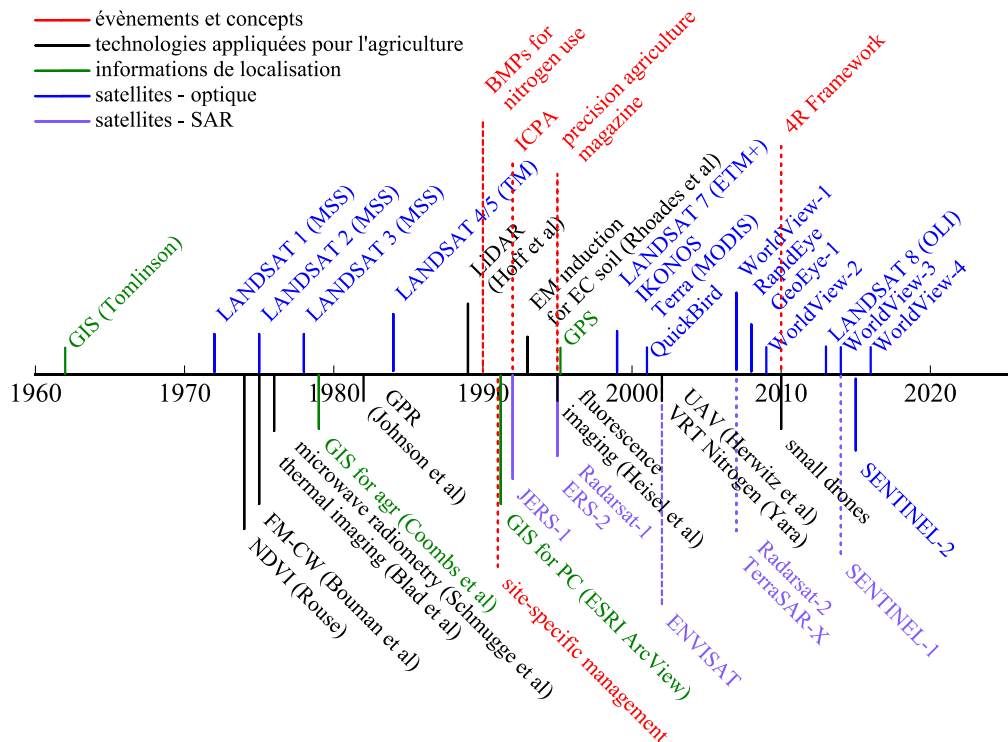 évènements et concepts
technologies appliquées pour l'agriculture
informations de localisation
satellites - optique
satellites - SAR
BMPs for
nitrogen use
ICPA
precision agriculture
magazine
4R Framework
GIS (Tomlinson)
LANDSAT 1 (MSS)
LANDSAT 2 (MSS)
LANDSAT 3 (MSS)
LANDSAT 4/5 (TM)
LiDAR
(Hoff et al)
EM induction
for EC soil (Rhoades et al)
GPS
LANDSAT 7 (ETM+)
IKONOS
Terra (MODIS)
QuickBird
WorldView-1
RapidEye
GeoEye-1
WorldView-2
LANDSAT 8 (OLI)
WorldView-3
WorldView-4
1960
1970
1980
1990
2000
2010
2020
NDVI (Rouse)
FM-CW (Bouman et al)
thermal imaging (Blad et al)
microwave radiometry (Schmugge et al)
GIS for agr (Coombs et al)
GPR
(Johnson et al)
site-specific management
GIS for PC (ESRI ArcView)
JERS-1
ERS-2
Radarsat-1
imaging (Heisel et al)
fluorescence
ENVISAT
VRT Nitrogen (Yara)
UAV (Herwitz et al)
TerraSAR-X
Radarsat-2
small drones
SENTINEL-1
SENTINEL-2